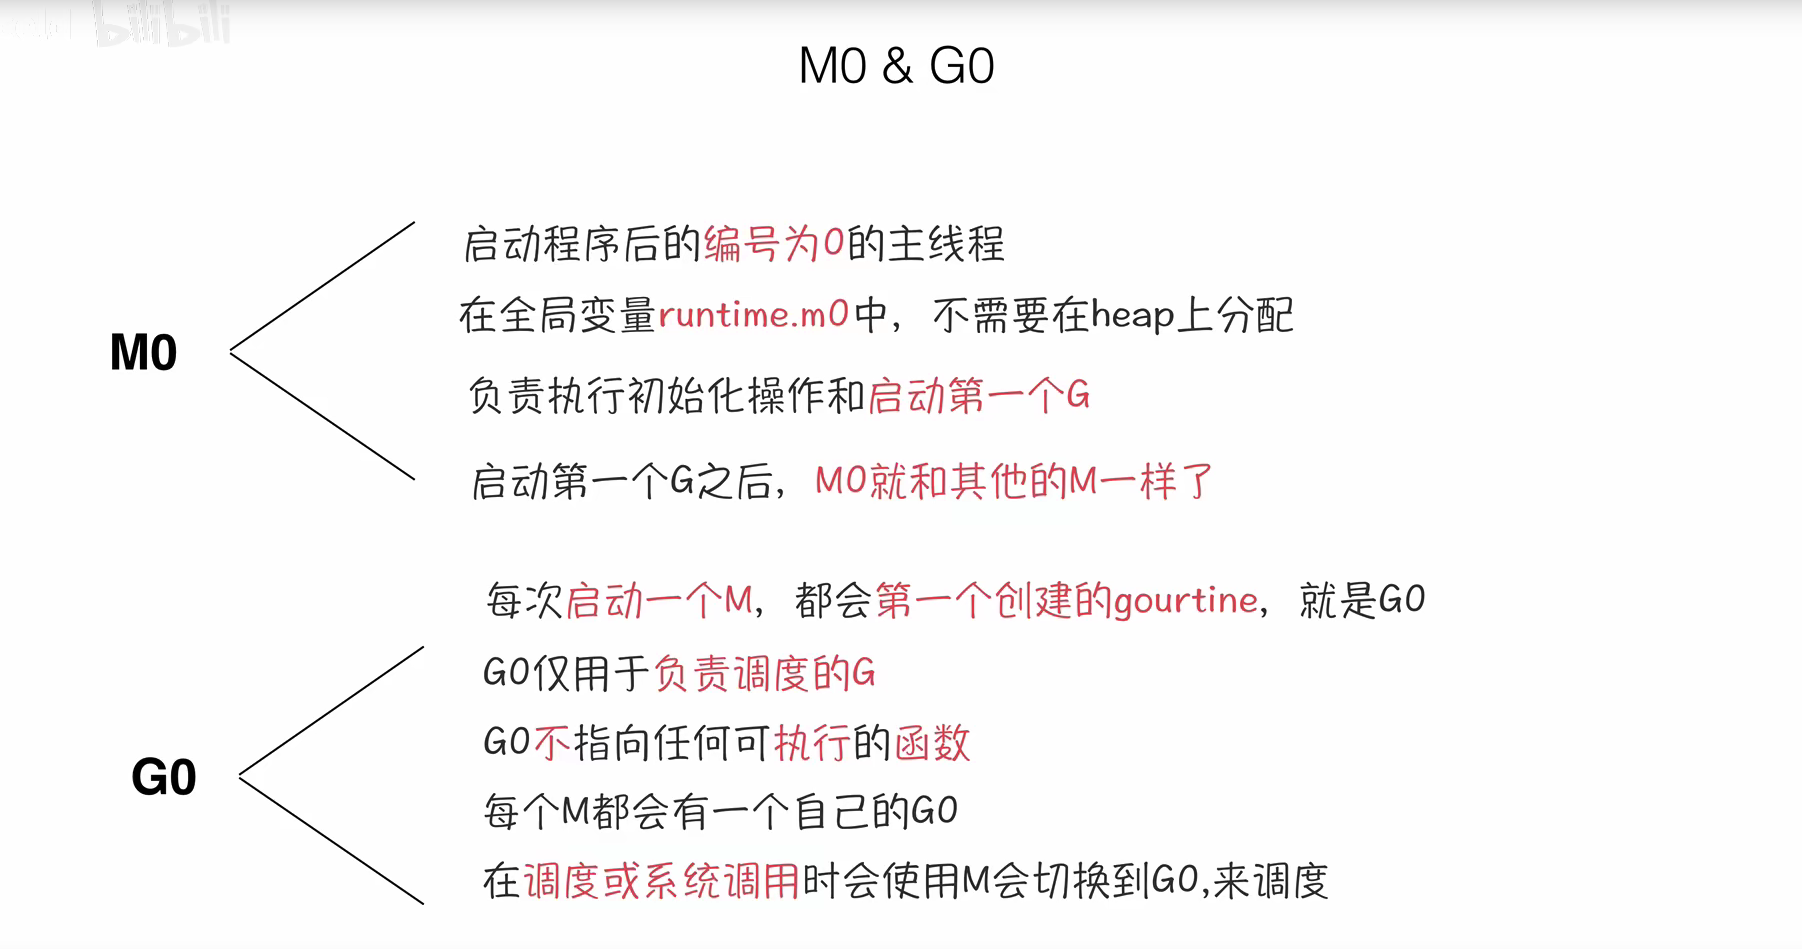 bilibili
M0 & G0
启动程序后的编号为0的主线程
在全局变量runtime.m0中，不需要在heap上分配
M0
负责执行初始化操作和启动第一个G
启动第一个G之后，M0就和其他的M一样了
每次启动一个M，都会第一个创建的gourtine，就是G0
G0仅用于负责调度的G
G0不指向任何可执行的函数
G0
每个M都会有一个自己的G0
在调度或系统调用时会使用M会切换到G0,来调度